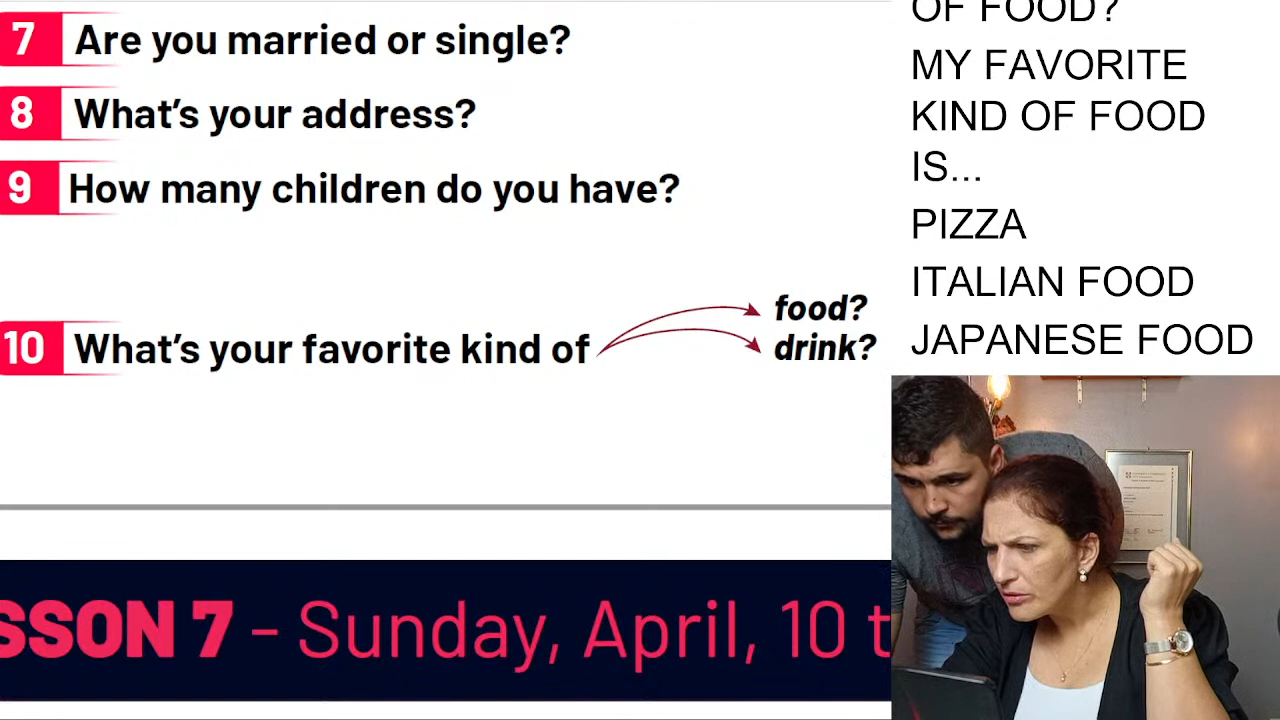 7 Are you married or single?
8 What's your address?
9 How many children do you have?
10 What's your favorite kind of
food?
drink?
SSON 7 - Sunday, April, 10 t
OF FOOD?
MY FAVORITE
KIND OF FOOD
IS...
PIZZA
ITALIAN FOOD
JAPANESE FOOD